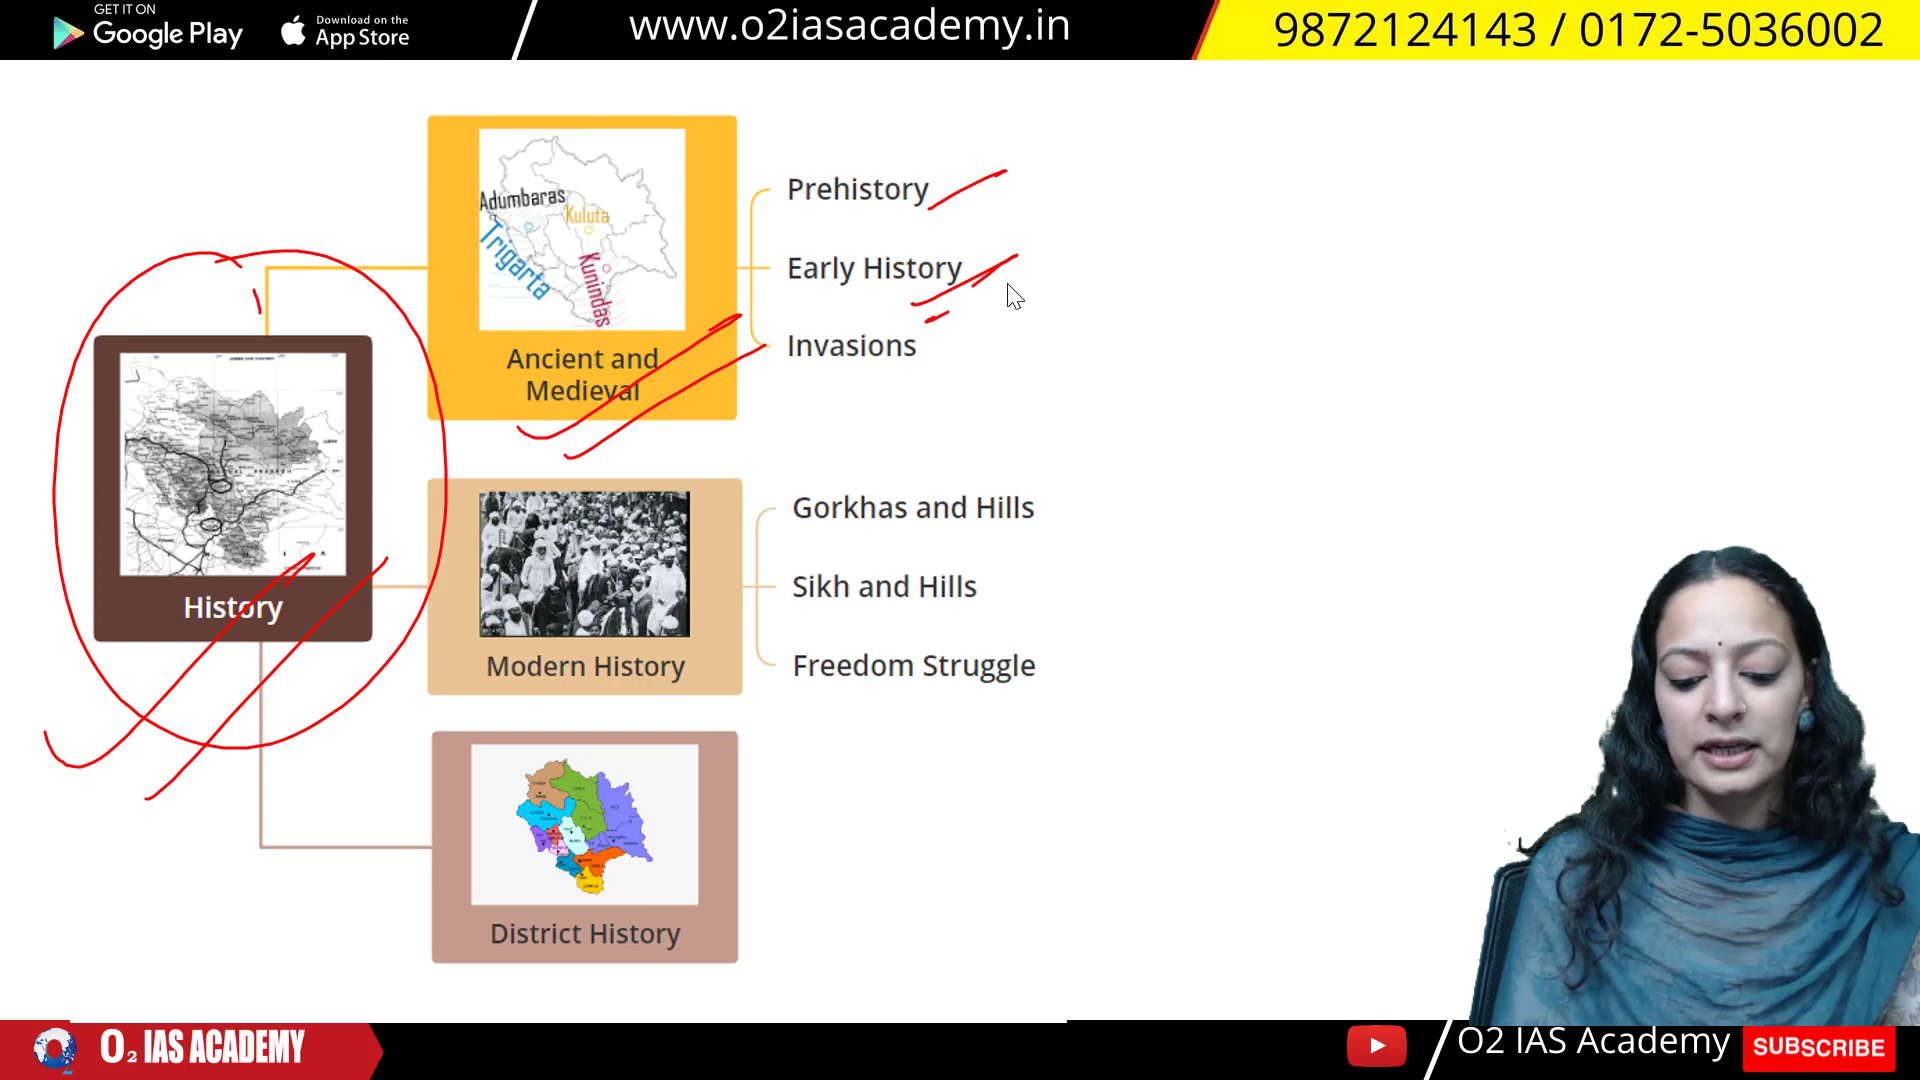 GET IT ON
Google Play
Download on the
App Store
www.o2iasacademy.in
9872124143 / 0172-5036002
Adumbaras
Kuluta
Trigarta
Kunindas
Ancient and
Medieval
Prehistory
Early History
Invasions
History
Modern History
Gorkhas and Hills
Sikh and Hills
Freedom Struggle
District History
O2 IAS ACADEMY
O2 IAS Academy
SUBSCRIBE